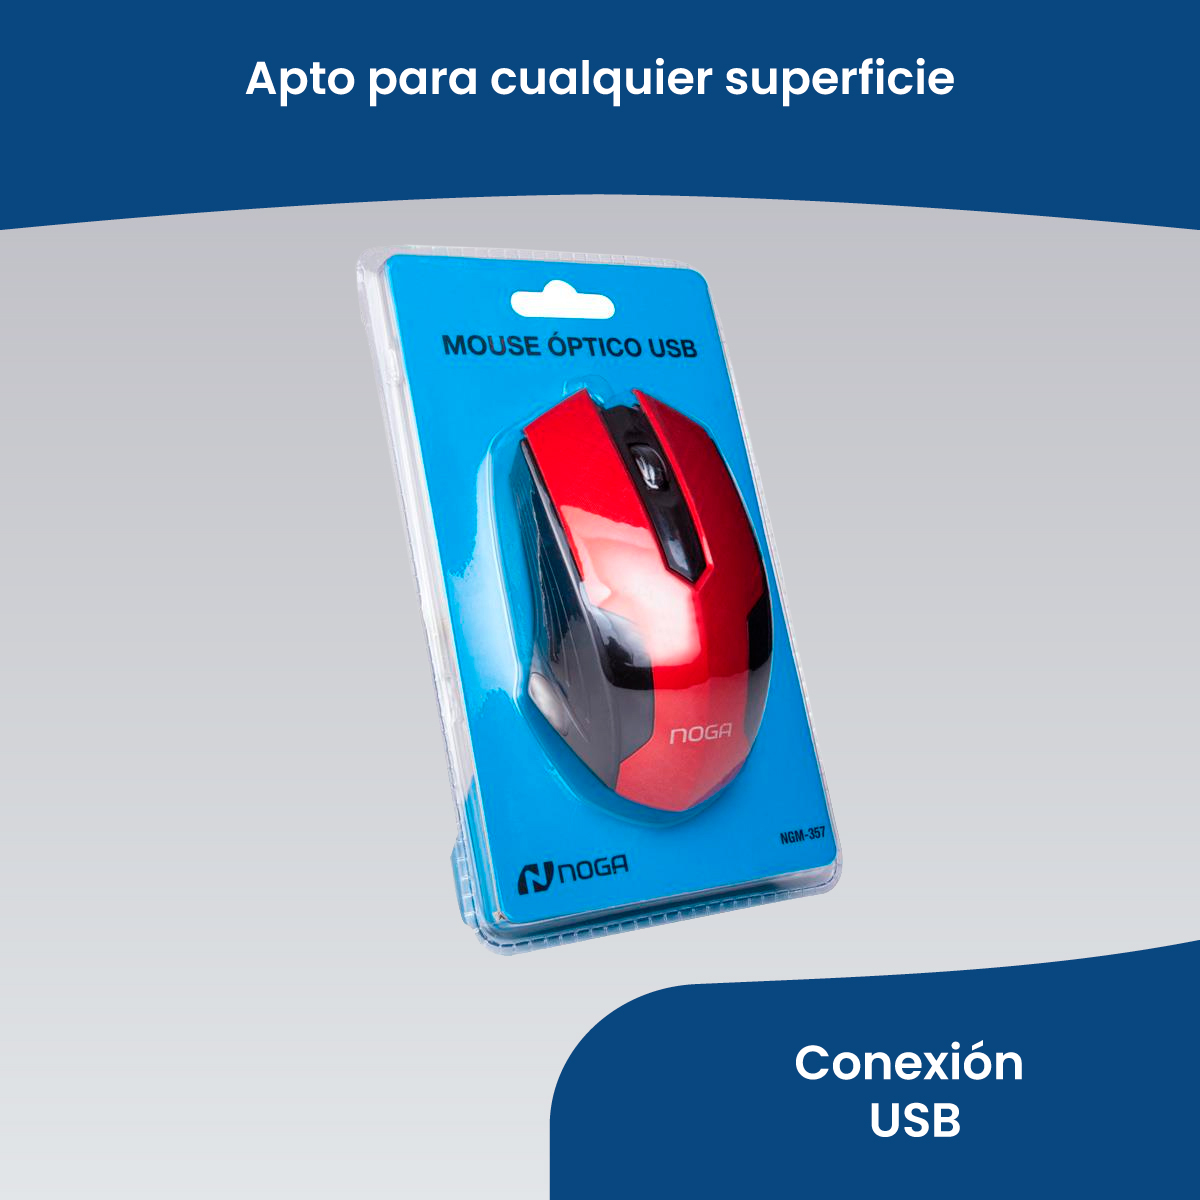 Apto para cualquier superficie
MOUSE ÓPTICO USB
NOGA
NGM-357
NOGA
Conexión
USB